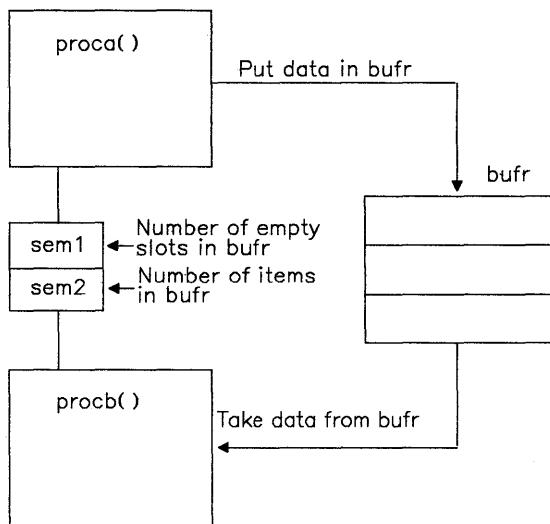 proca()
Put data in bufr
bufr
sem1
Number of empty
slots in bufr
sem2
Number of items
in bufr
procb()
Take data from bufr